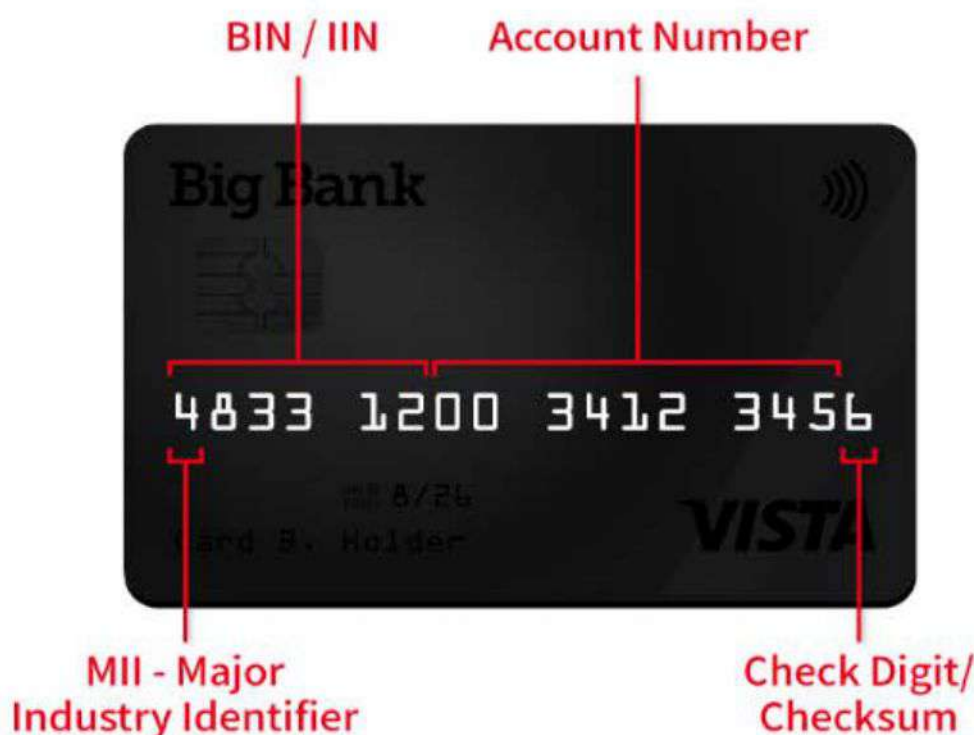 BIN / IIN Account Number
Big Bank
4833 1200 3412 3456
8/26
Card B. Holder
VISTA
MII - Major
Industry Identifier
Check Digit/
Checksum